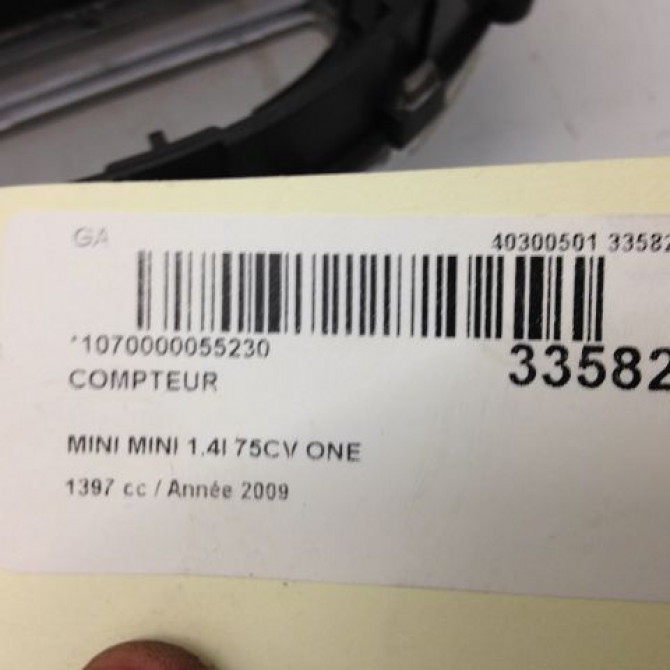 GA 40300501 33582
*1070000055230
33582
COMPTEUR
MINI MINI 1.4I 75CV ONE
1397 cc / Année 2009